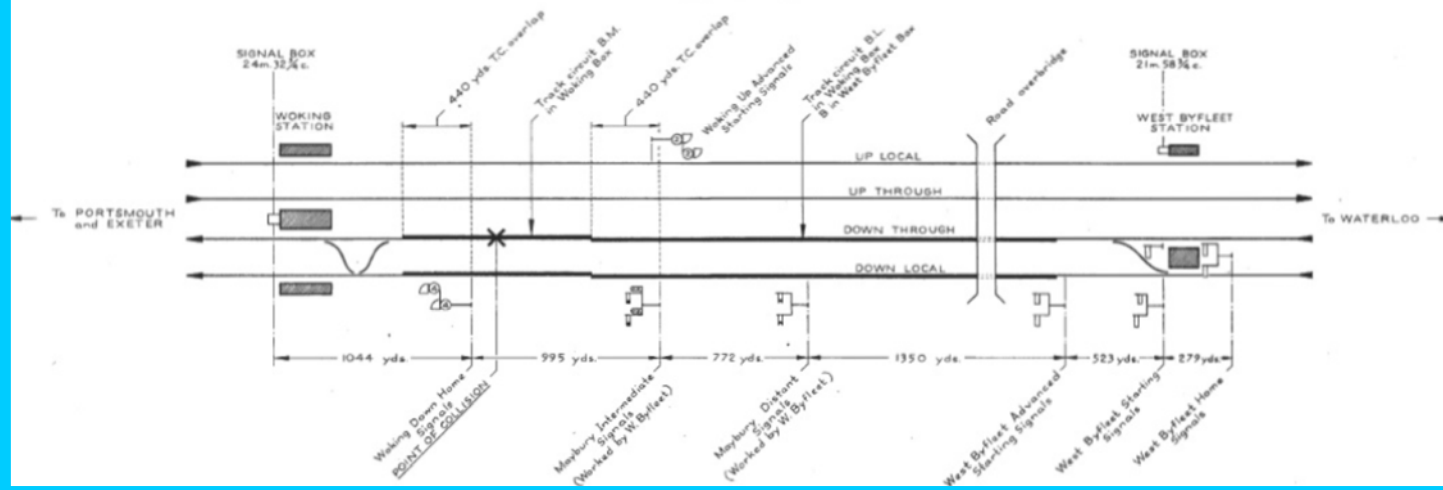 SIGNAL BOX
24m. 32¾c.
440 yds. T.C. overlap
Track circuit B.M.
in Woking Box
440 yds. T.C. overlap
Woking Up Advanced
Starting Signals
Track circuit B.L.
in Woking Box
B in West Byfleet Box
Road overbridge
SIGNAL BOX
21m. 58¾c.
WOKING
STATION
WEST BYFLEET
STATION
UP LOCAL
UP THROUGH
To PORTSMOUTH
and EXETER
To WATERLOO
DOWN THROUGH
DOWN LOCAL
1044 yds.
995 yds.
772 yds.
1350 yds.
523 yds.
279 yds.
Woking Down Home
Signals
POINT OF COLLISION
Maybury Intermediate
Signals
(Worked by W. Byfleet)
Maybury Distant
Signals
(Worked by W. Byfleet)
West Byfleet Advanced
Starting Signals
West Byfleet Starting
Signals
West Byfleet Home
Signals